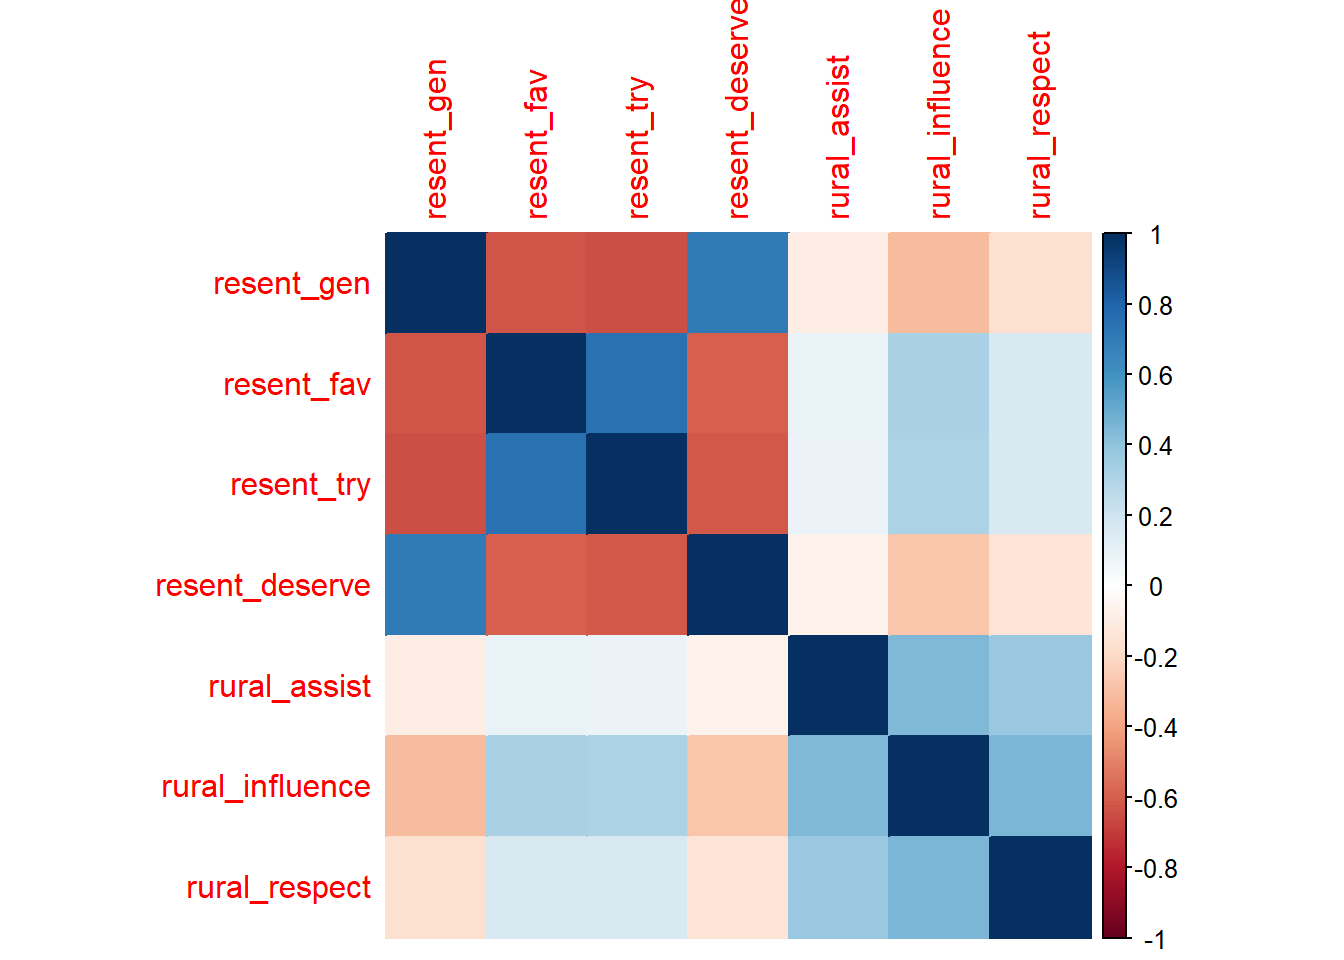 resent_gen
resent_fav
resent_try
resent_deserve
rural_assist
rural_influence
rural_respect
resent_gen
resent_fav
resent_try
resent_deserve
rural_assist
rural_influence
rural_respect
1
0.8
0.6
0.4
0.2
0
-0.2
-0.4
-0.6
-0.8
-1